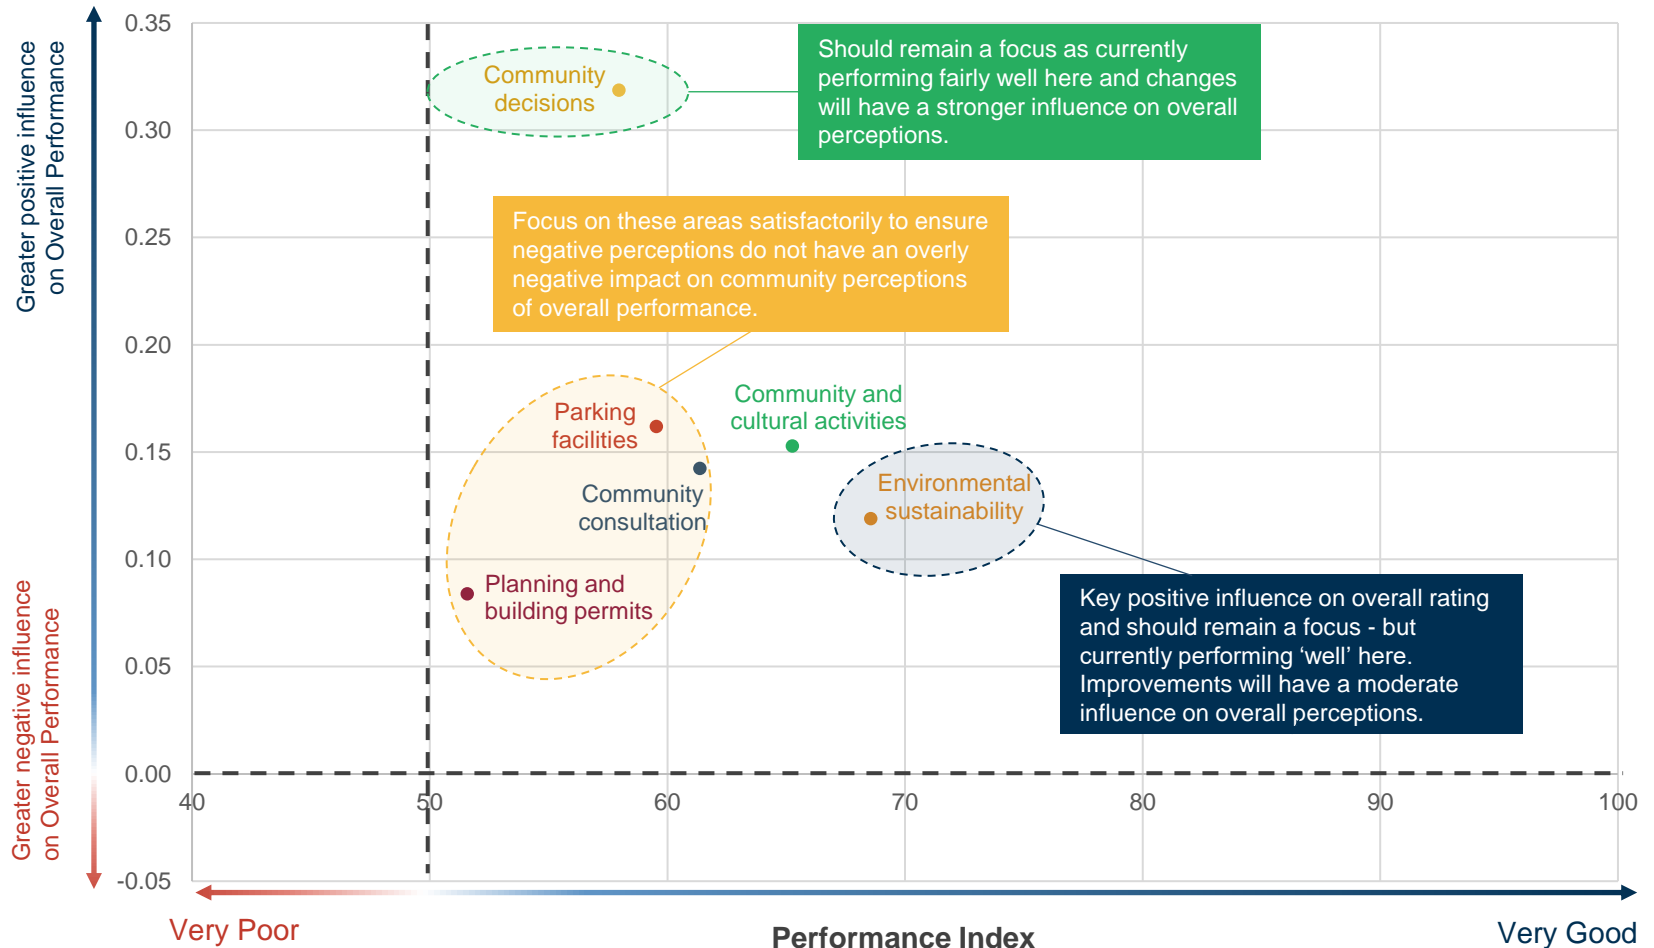 Greater positive influence
on Overall Performance
Greater negative influence
on Overall Performance
0.35
0.30
0.25
0.20
0.15
0.10
0.05
0.00
-0.05
40
50
60
70
80
90
100
Community
decisions
Should remain a focus as currently
performing fairly well here and changes
will have a stronger influence on overall
perceptions.
Focus on these areas satisfactorily to ensure
negative perceptions do not have an overly
negative impact on community perceptions
of overall performance.
Parking
facilities
Community and
cultural activities
Community
consultation
Environmental
sustainability
Planning and
building permits
Key positive influence on overall rating
and should remain a focus - but
currently performing ‘well’ here.
Improvements will have a moderate
influence on overall perceptions.
Very Poor
Performance Index
Very Good